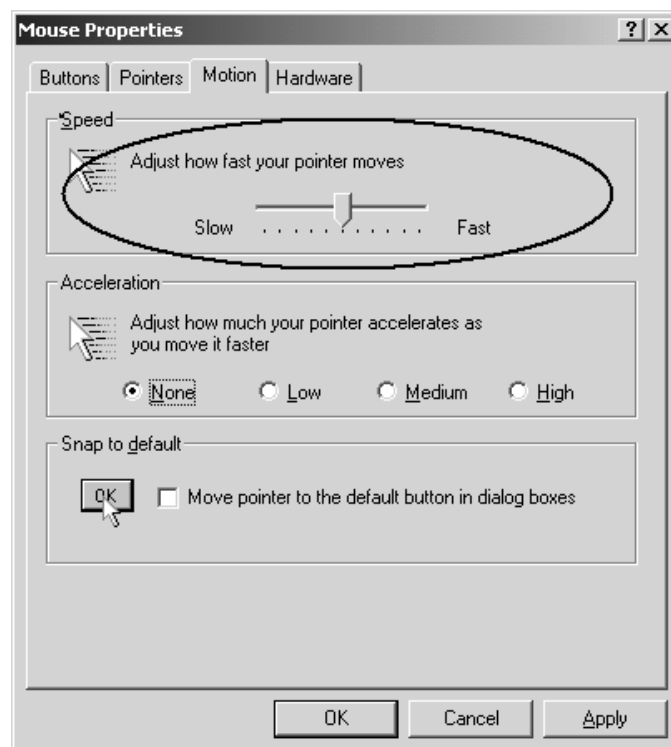 Mouse Properties
Buttons Pointers Motion Hardware
Speed
Adjust how fast your pointer moves
Slow Fast
Acceleration
Adjust how much your pointer accelerates as
you move it faster
None Low Medium High
Snap to default
OK Move pointer to the default button in dialog boxes
OK Cancel Apply